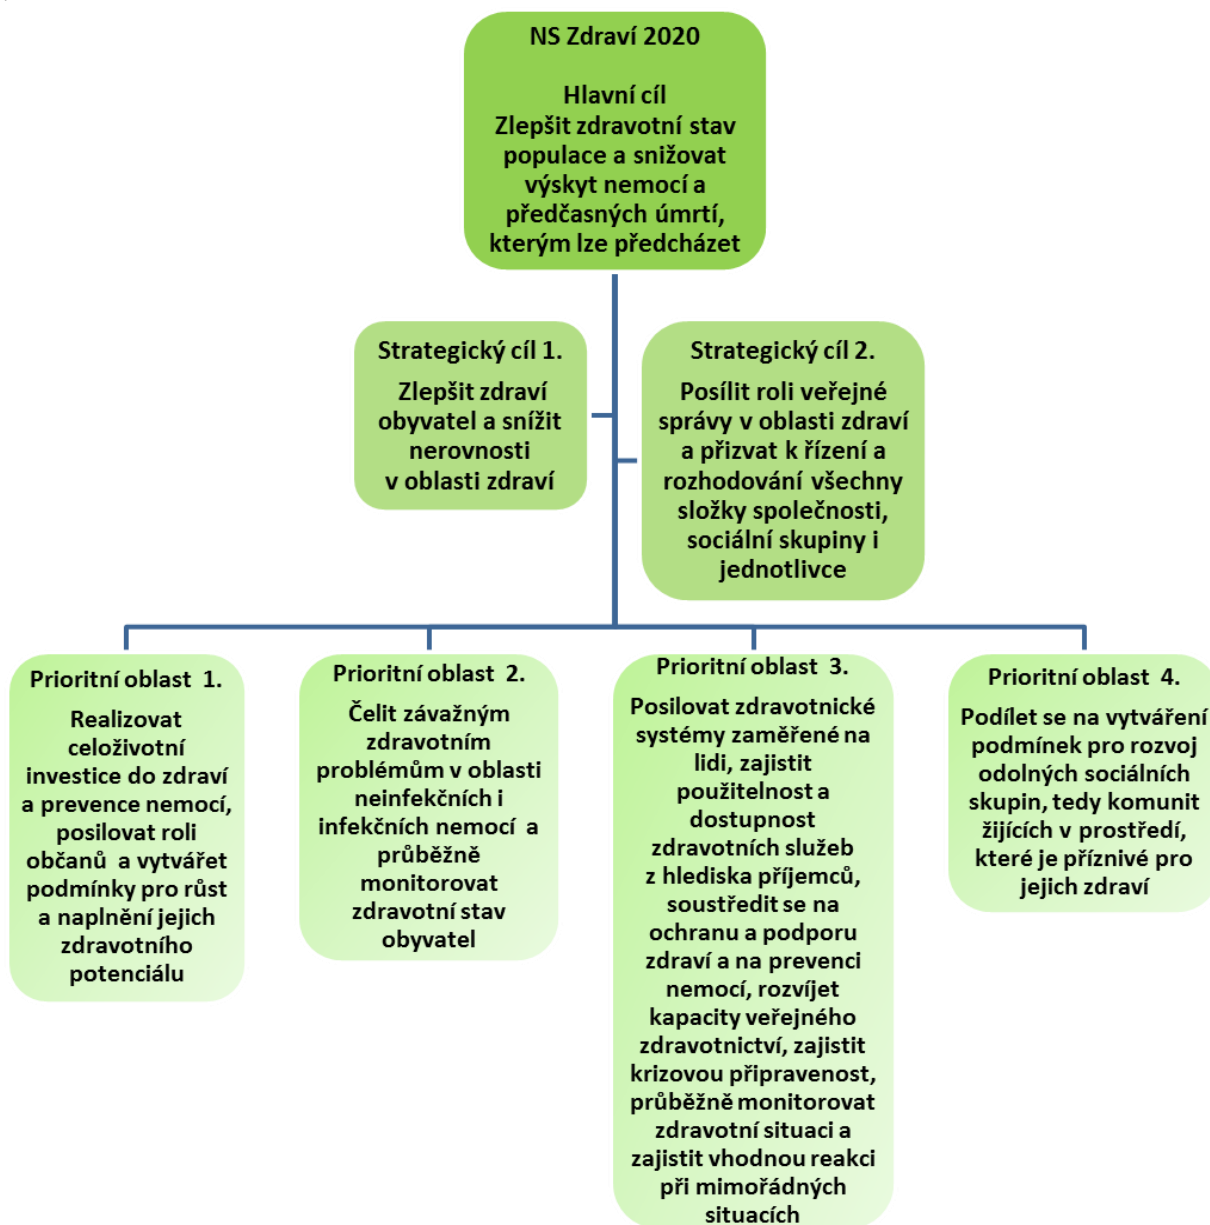 NS Zdraví 2020
Hlavní cíl
Zlepšit zdravotní stav
populace a snižovat
výskyt nemocí a
předčasných úmrtí,
kterým lze předcházet
Strategický cíl 1.
Zlepšit zdraví
obyvatel a snížit
nerovnosti
v oblasti zdraví
Strategický cíl 2.
Posílit roli veřejné
správy v oblasti zdraví
a přizvat k řízení a
rozhodování všechny
složky společnosti,
sociální skupiny i
jednotlivce
Prioritní oblast 1.
Realizovat
celoživotní
investice do zdraví
a prevence nemocí,
posilovat roli
občanů a vytvářet
podmínky pro růst
a naplnění jejich
zdravotního
potenciálu
Prioritní oblast 2.
Čelit závažným
zdravotním
problémům v oblasti
neinfekčních i
infekčních nemocí a
průběžně
monitorovat
zdravotní stav
obyvatel
Prioritní oblast 3.
Posilovat zdravotnické
systémy zaměřené na
lidi, zajistit
použitelnost a
dostupnost
zdravotních služeb
z hlediska příjemců,
soustředit se na
ochranu a podporu
zdraví a na prevenci
nemocí, rozvíjet
kapacity veřejného
zdravotnictví, zajistit
krizovou připravenost,
průběžně monitorovat
zdravotní situaci a
zajistit vhodnou reakci
při mimořádných
situacích
Prioritní oblast 4.
Podílet se na vytváření
podmínek pro rozvoj
odolných sociálních
skupin, tedy komunit
žijících v prostředí,
které je příznivé pro
jejich zdraví